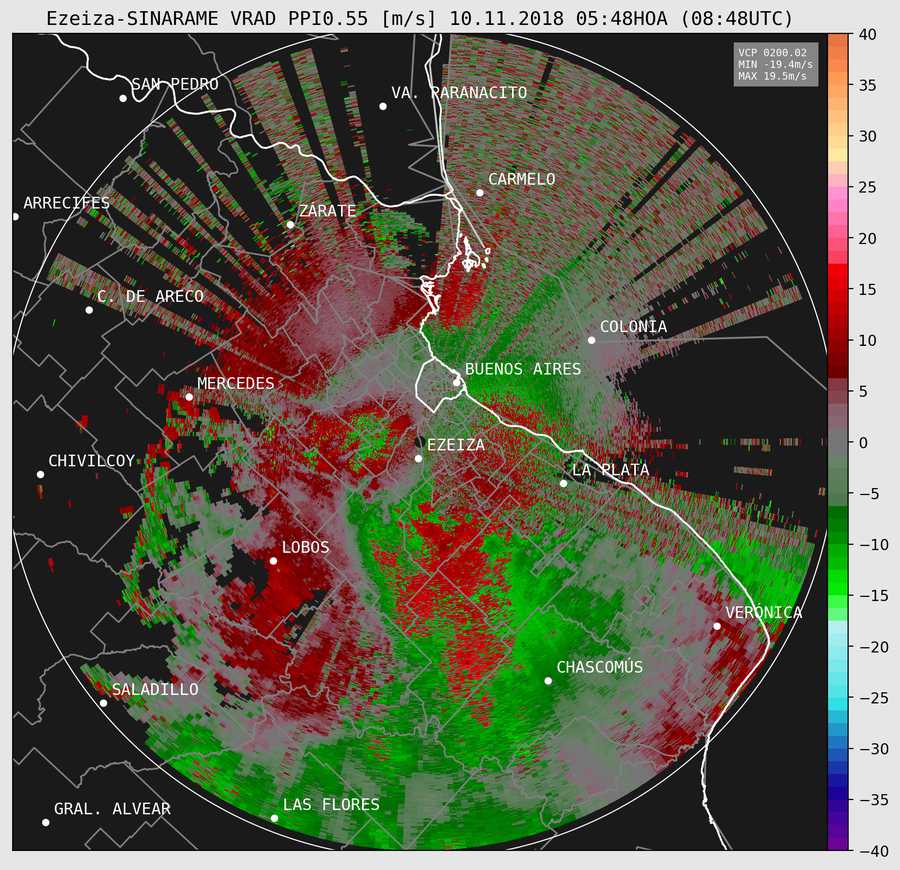 Ezeiza-SINARAME VRAD PPI0.55 [m/s] 10.11.2018 05:48HOA (08:48UTC)
VCP 0200.02
MIN -19.4m/s
MAX 19.5m/s
40
35
30
25
20
15
10
5
0
−5
−10
−15
−20
−25
−30
−35
−40
SAN PEDRO
VA. PARANACITO
CARMELO
ARRECIFES
ZÁRATE
C. DE ARECO
COLONIA
BUENOS AIRES
MERCEDES
EZEIZA
CHIVILCOY
LA PLATA
LOBOS
VERÓNICA
CHASCOMÚS
SALADILLO
LAS FLORES
GRAL. ALVEAR